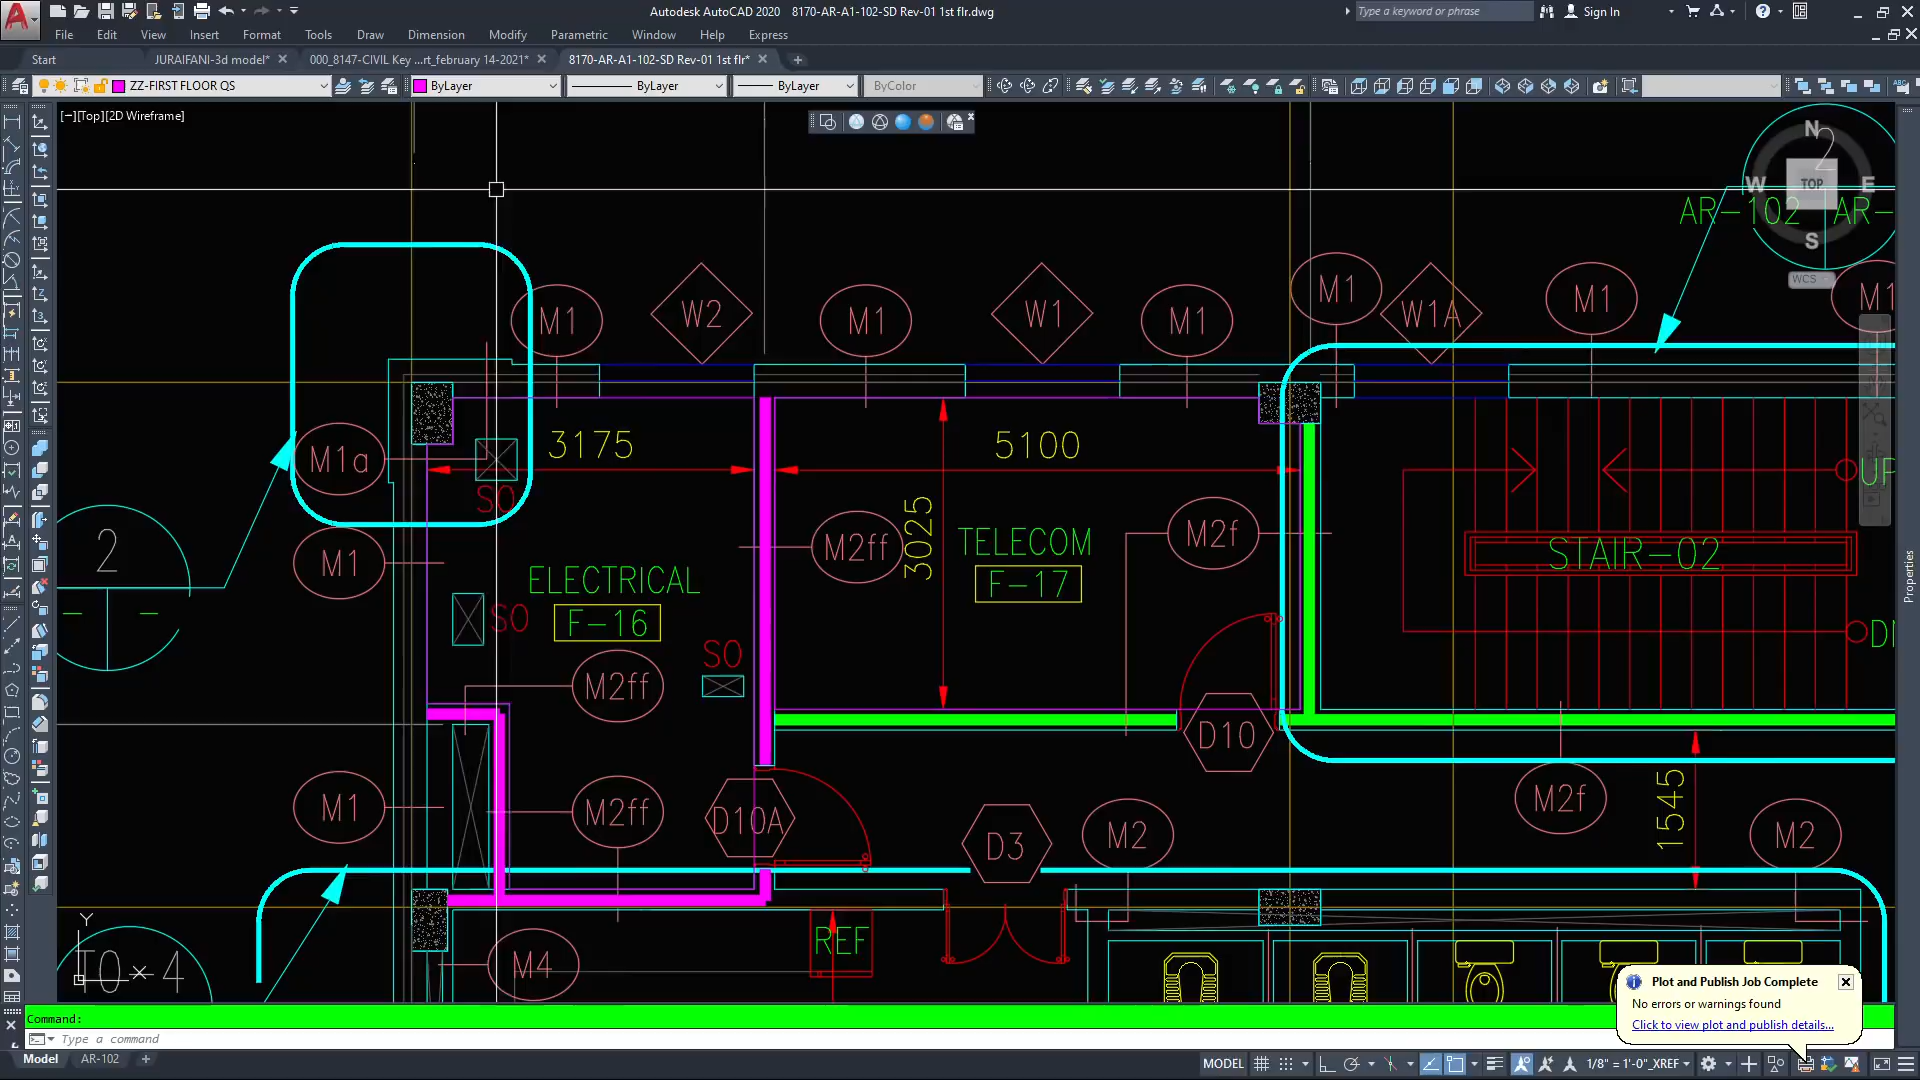 Autodesk AutoCAD 2020 8170-AR-A1-102-SD Rev-01 1st flr.dwg
Type a keyword or phrase
Sign In
File Edit View Insert Format Tools Draw Dimension Modify Parametric Window Help Express
Start JURAIFANI-3d model* 000_8147-CIVIL Key ...rt_february 14-2021* 8170-AR-A1-102-SD Rev-01 1st flr*
ZZ-FIRST FLOOR QS ByLayer ByLayer ByLayer ByColor
[−][Top][2D Wireframe]
N
2
W TOP E
AR-102 AR-
S
WCS
M1 W2 M1 W1 M1 M1 W1A M1 M1
3175 5100
M1a
SO
UP
2
M1
M2ff
3025
TELECOM
F-17
M2f
STAIR-02
ELECTRICAL
F-16
SO
SO
M2ff
D10
M1
M2ff
D10A
D3
M2
M2f
1545
M2
Y
M4
REF
Plot and Publish Job Complete
No errors or warnings found
Click to view plot and publish details...
Command:
Type a command
Model AR-102
MODEL
1/8" = 1'-0"_XREF
Properties